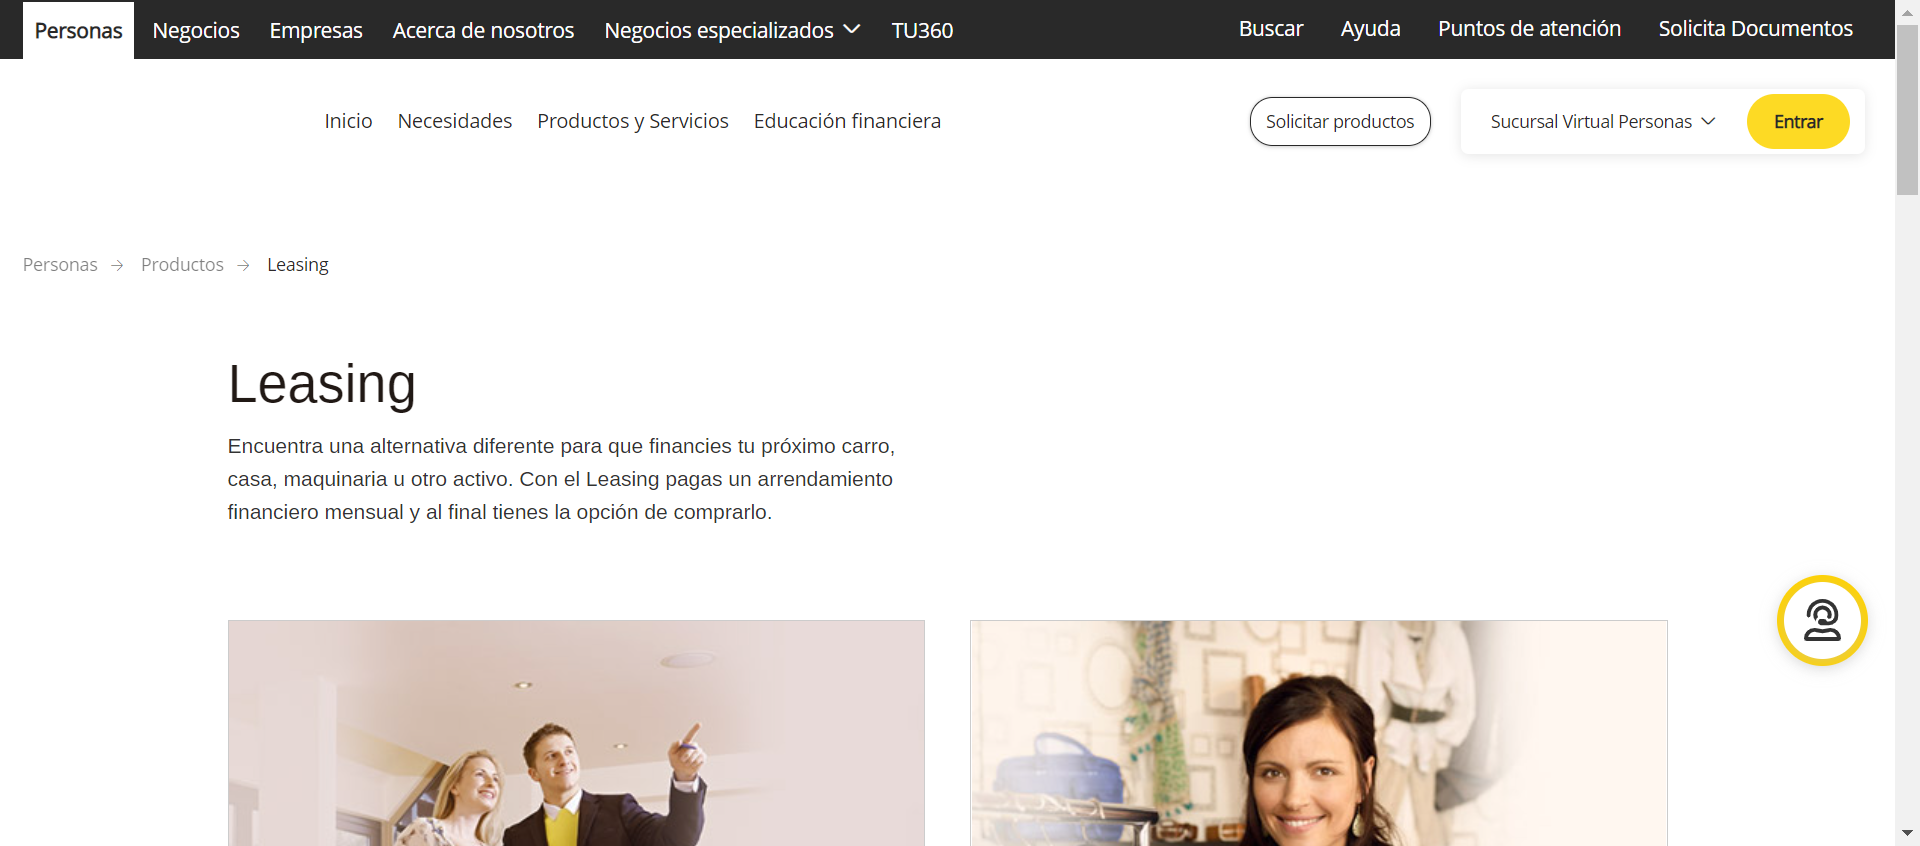 Personas Negocios Empresas Acerca de nosotros Negocios especializados TU360 Buscar Ayuda Puntos de atención Solicita Documentos
Inicio Necesidades Productos y Servicios Educación financiera Solicitar productos Sucursal Virtual Personas Entrar
Personas Productos Leasing
Leasing
Encuentra una alternativa diferente para que financies tu próximo carro,
casa, maquinaria u otro activo. Con el Leasing pagas un arrendamiento
financiero mensual y al final tienes la opción de comprarlo.